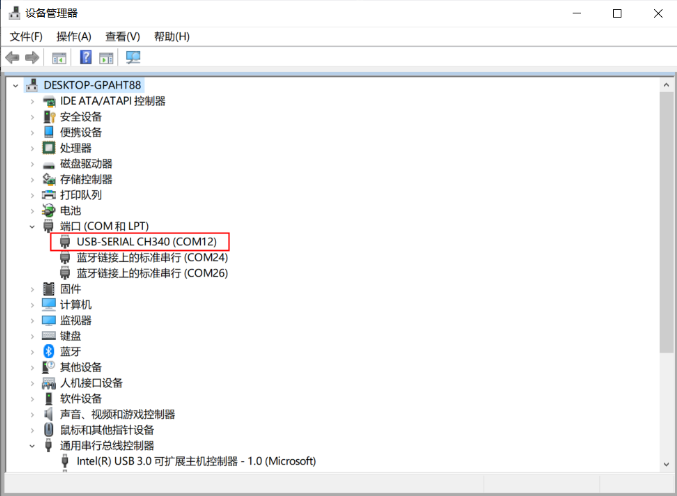 设备管理器
文件(F) 操作(A) 查看(V) 帮助(H)
DESKTOP-GPAHT88
IDE ATA/ATAPI 控制器
安全设备
便携设备
处理器
磁盘驱动器
存储控制器
打印队列
电池
端口 (COM 和 LPT)
USB-SERIAL CH340 (COM12)
蓝牙链接上的标准串行 (COM24)
蓝牙链接上的标准串行 (COM26)
固件
计算机
监视器
键盘
蓝牙
其他设备
人机接口设备
软件设备
声音、视频和游戏控制器
鼠标和其他指针设备
通用串行总线控制器
Intel(R) USB 3.0 可扩展主机控制器 - 1.0 (Microsoft)